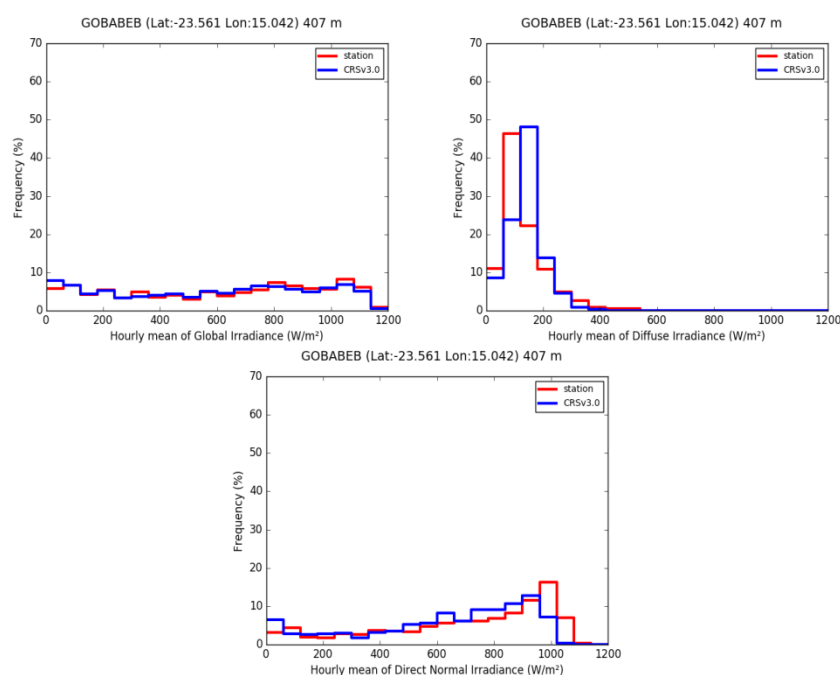 GOBABEB (Lat:-23.561 Lon:15.042) 407 m
70
60
50
40
30
20
10
0
Frequency (%)
station
CRSv3.0
0 200 400 600 800 1000 1200
Hourly mean of Global Irradiance (W/m²)
GOBABEB (Lat:-23.561 Lon:15.042) 407 m
70
60
50
40
30
20
10
0
Frequency (%)
station
CRSv3.0
0 200 400 600 800 1000 1200
Hourly mean of Diffuse Irradiance (W/m²)
GOBABEB (Lat:-23.561 Lon:15.042) 407 m
70
60
50
40
30
20
10
0
Frequency (%)
station
CRSv3.0
0 200 400 600 800 1000 1200
Hourly mean of Direct Normal Irradiance (W/m²)